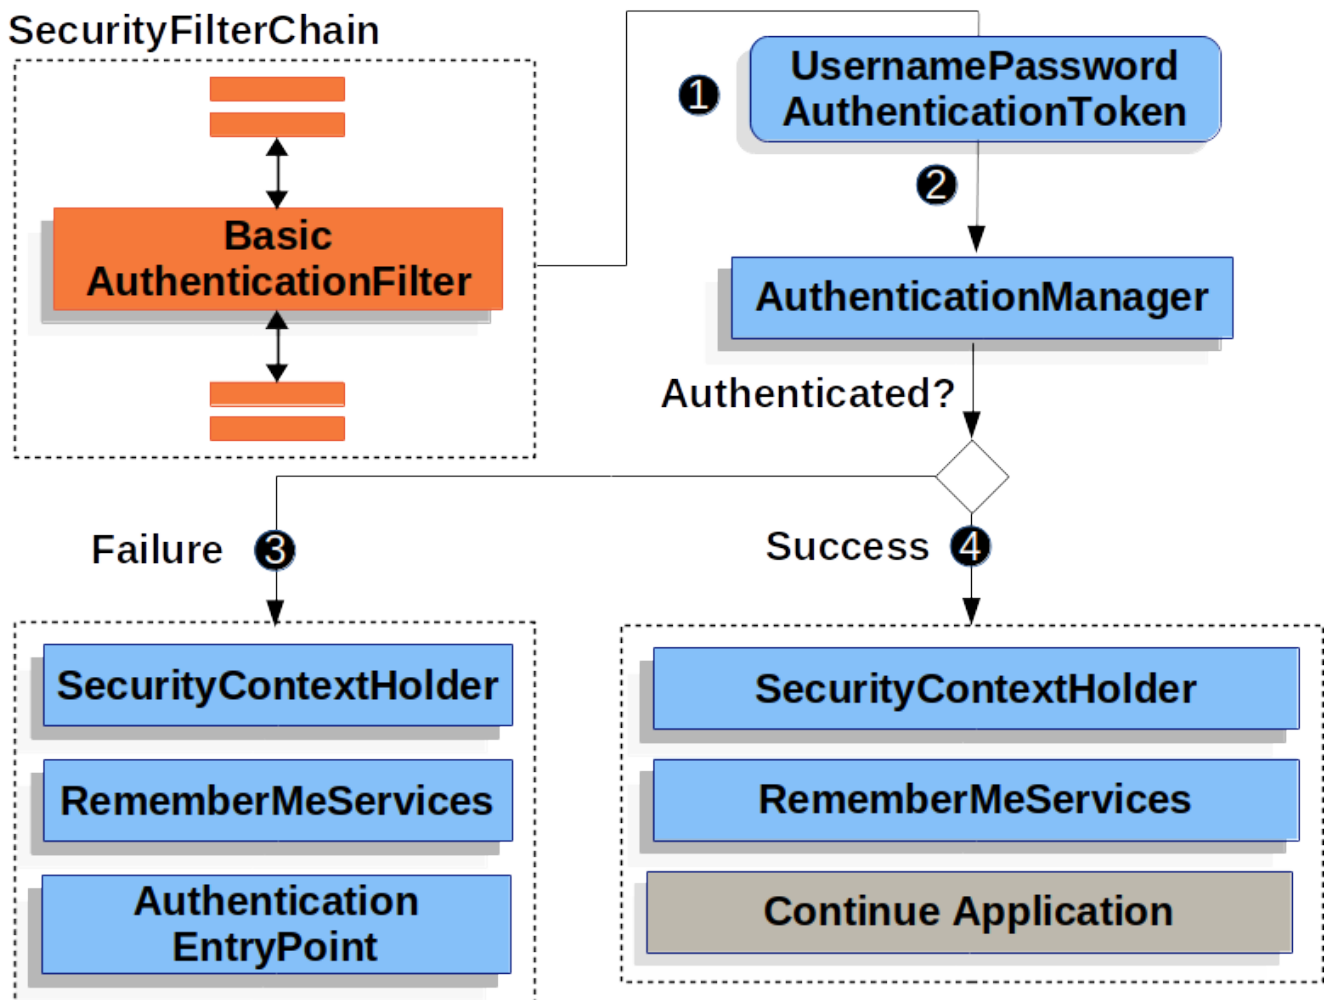 SecurityFilterChain
Basic
AuthenticationFilter
1
UsernamePassword
AuthenticationToken
2
AuthenticationManager
Authenticated?
Failure
3
Success
4
SecurityContextHolder
RememberMeServices
Authentication
EntryPoint
SecurityContextHolder
RememberMeServices
Continue Application